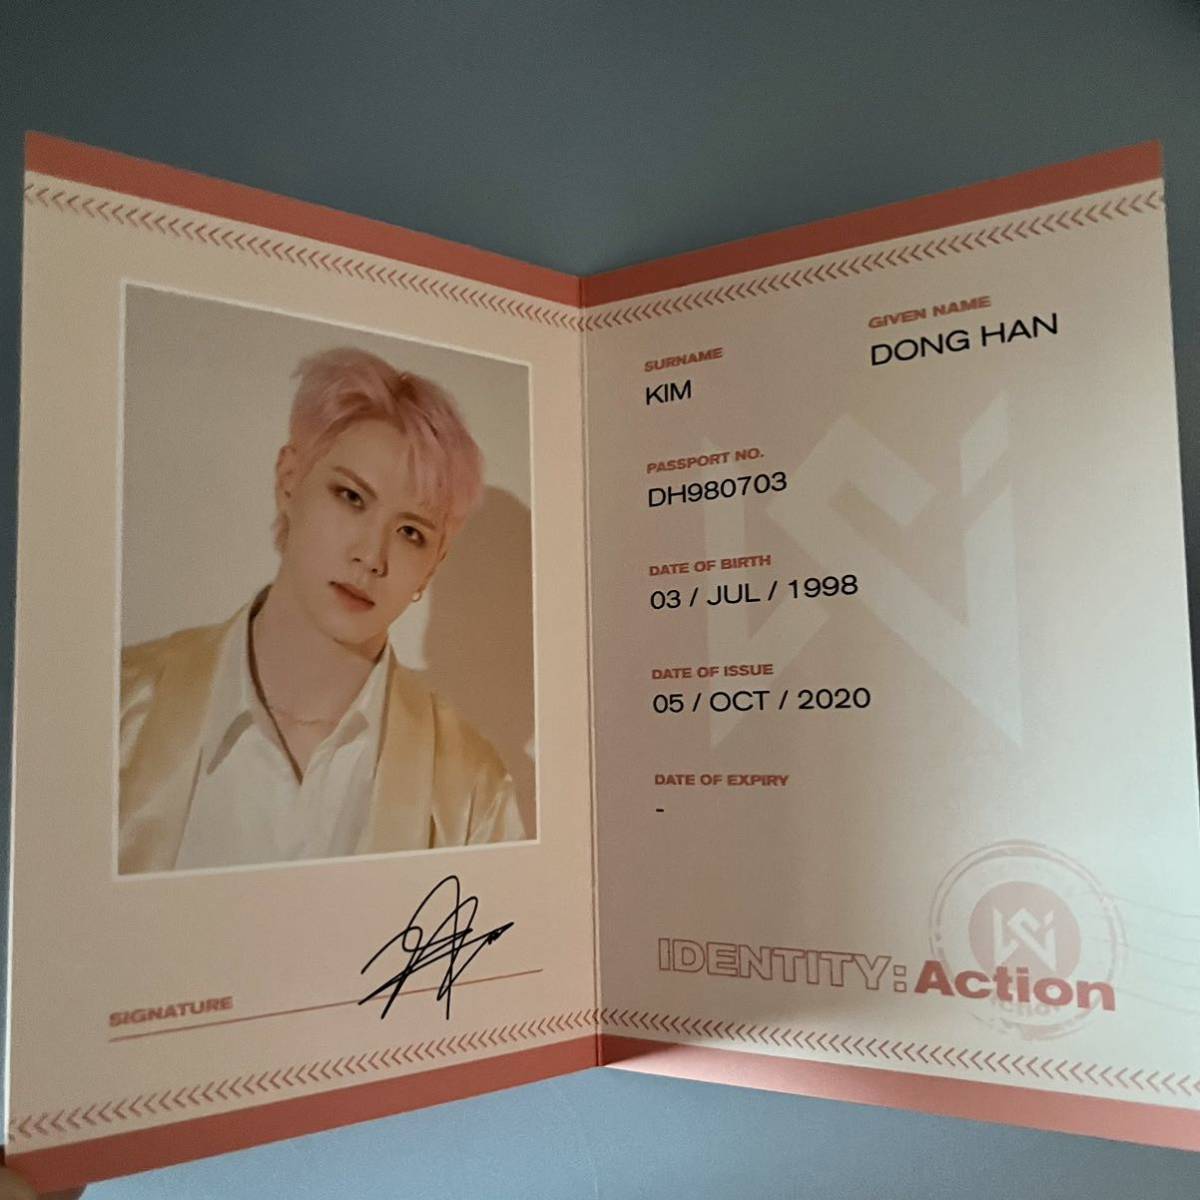 SIGNATURE
SURNAME
KIM
GIVEN NAME
DONG HAN
PASSPORT NO.
DH980703
DATE OF BIRTH
03 / JUL / 1998
DATE OF ISSUE
05 / OCT / 2020
DATE OF EXPIRY
-
IDENTITY:Action